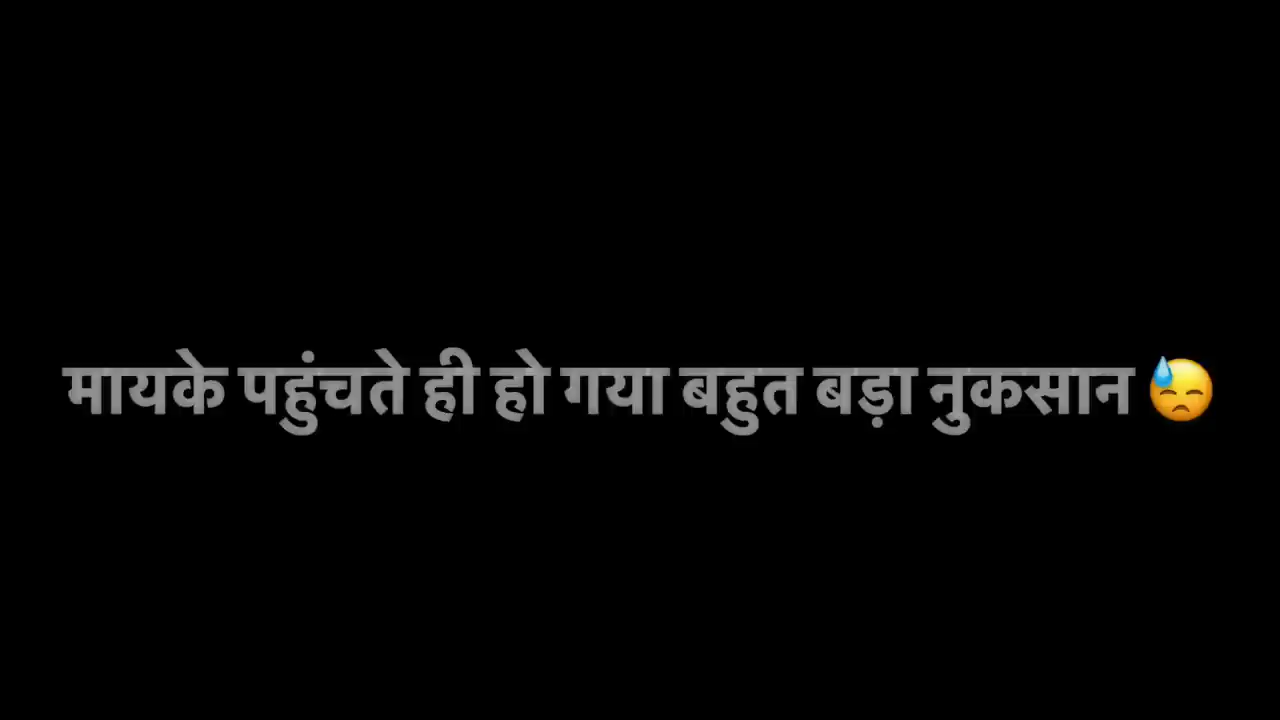 मायके पहुंचते ही हो गया बहुत बड़ा नुकसान 😓